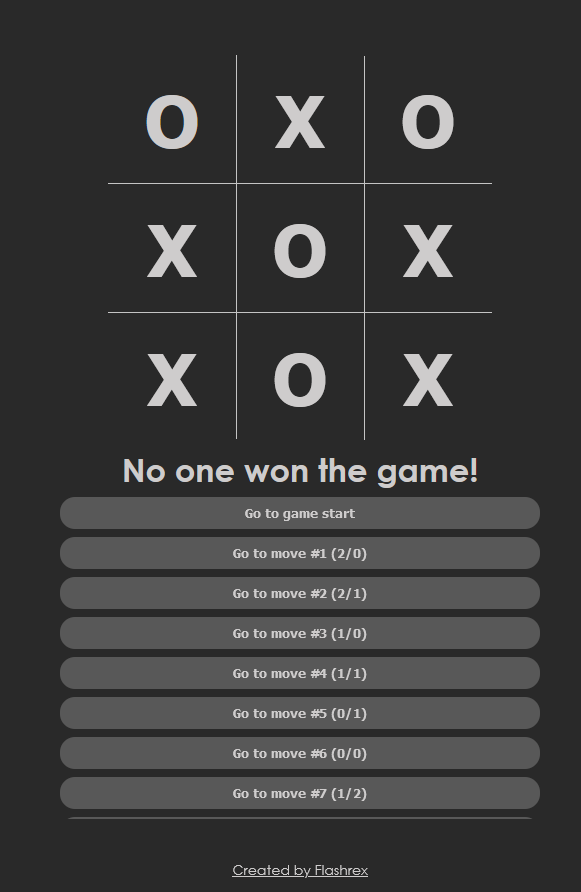 O X O
X O X
X O X
No one won the game!
Go to game start
Go to move #1 (2/0)
Go to move #2 (2/1)
Go to move #3 (1/0)
Go to move #4 (1/1)
Go to move #5 (0/1)
Go to move #6 (0/0)
Go to move #7 (1/2)
Created by Flashrex